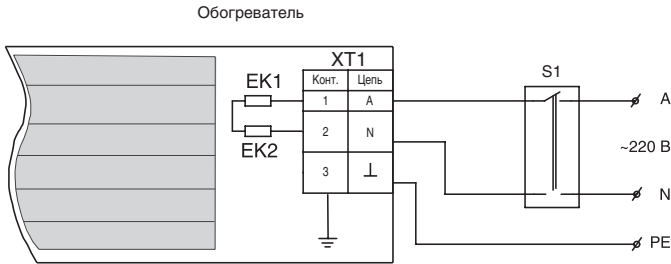 Обогреватель
XT1
Конт. Цепь
1 A
2 N
3 ⊥
EK1
EK2
S1
A
~220 В
N
PE